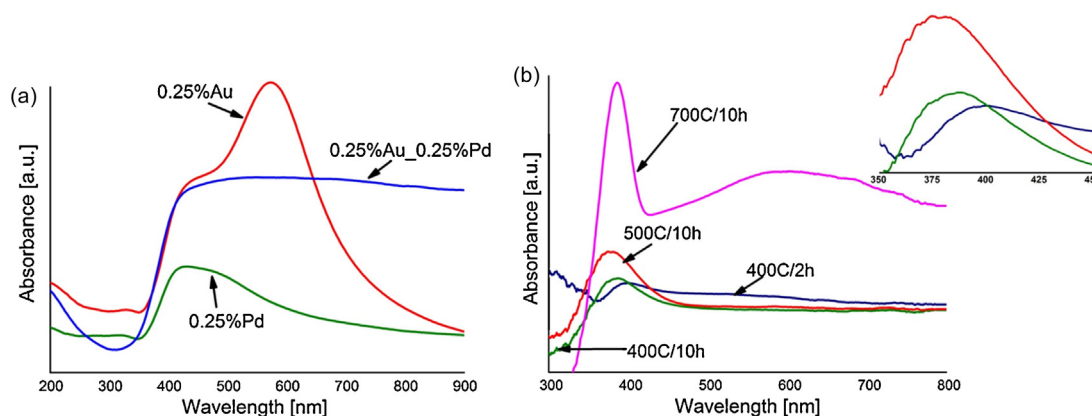 (a)
0.25%Au
0.25%Au_0.25%Pd
0.25%Pd
Absorbance [a.u.]
200 300 400 500 600 700 800 900
Wavelength [nm]
(b)
700C/10h
500C/10h
400C/2h
400C/10h
Absorbance [a.u.]
300 400 500 600 700 800
Wavelength [nm]
350 375 400 425